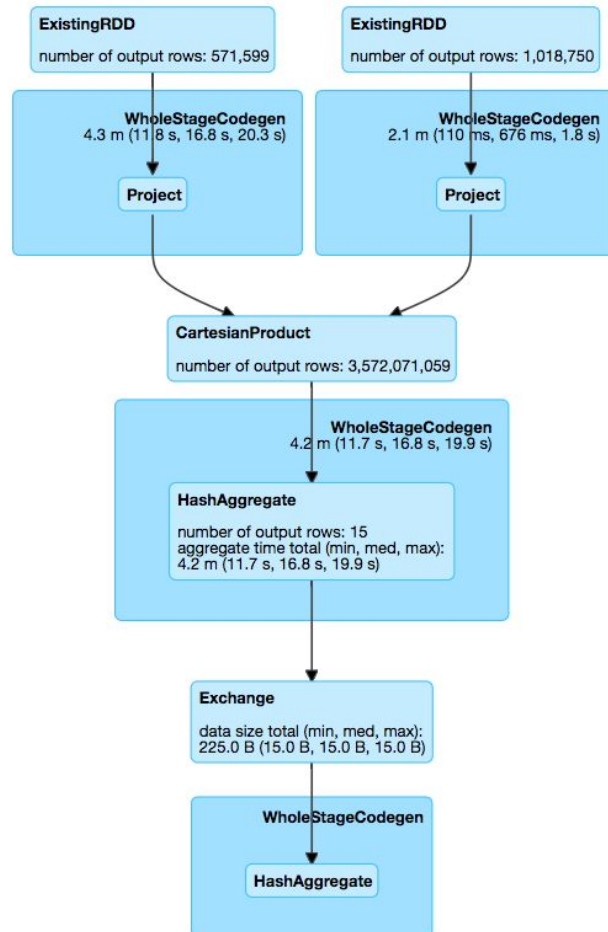 ExistingRDD
number of output rows: 571,599
ExistingRDD
number of output rows: 1,018,750
WholeStageCodegen
4.3 m (11.8 s, 16.8 s, 20.3 s)
Project
WholeStageCodegen
2.1 m (110 ms, 676 ms, 1.8 s)
Project
CartesianProduct
number of output rows: 3,572,071,059
WholeStageCodegen
4.2 m (11.7 s, 16.8 s, 19.9 s)
HashAggregate
number of output rows: 15
aggregate time total (min, med, max):
4.2 m (11.7 s, 16.8 s, 19.9 s)
Exchange
data size total (min, med, max):
225.0 B (15.0 B, 15.0 B, 15.0 B)
WholeStageCodegen
HashAggregate